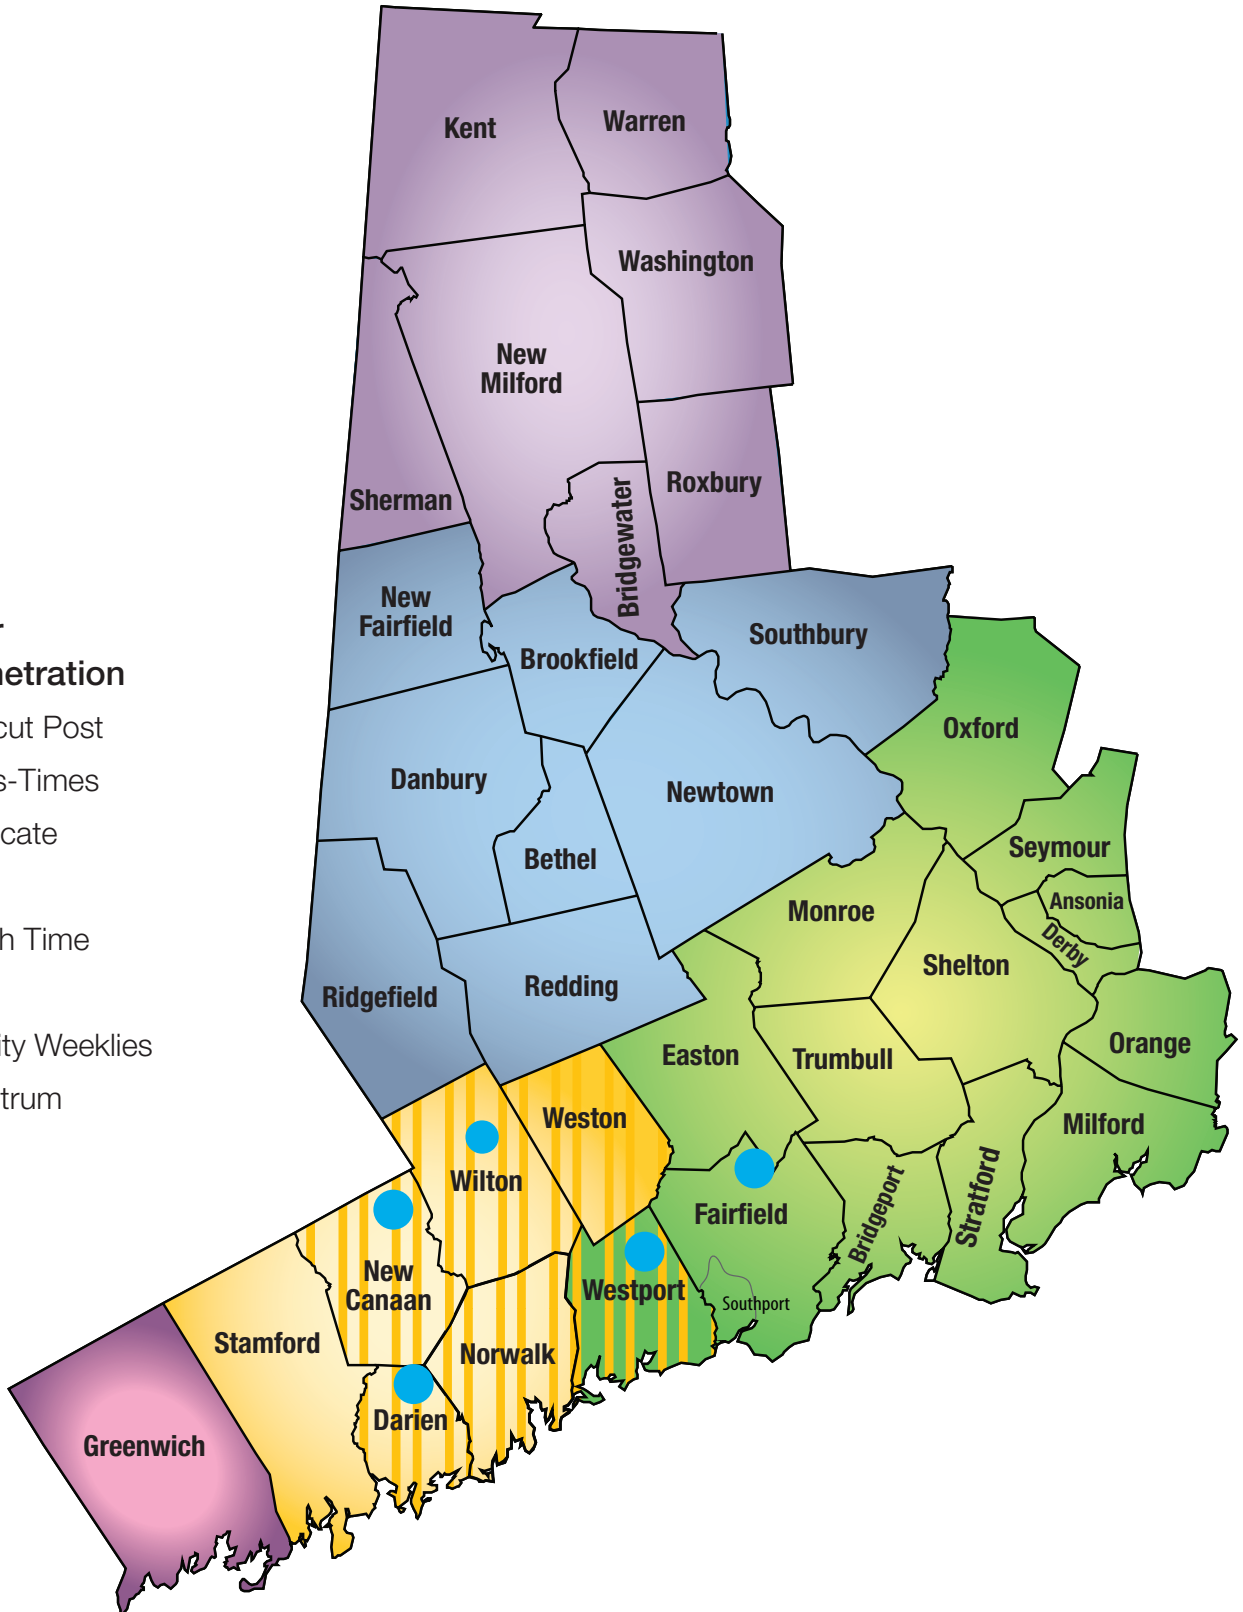 Kent
Warren
Washington
New
Milford
Sherman
Bridgewater
Roxbury
New
Fairfield
Brookfield
Southbury
netration
cut Post
s-Times
cate
h Time
ity Weeklies
trum
Oxford
Danbury
Newtown
Bethel
Seymour
Ansonia
Derby
Monroe
Shelton
Ridgefield
Redding
Orange
Easton
Trumbull
Milford
Weston
Wilton
Fairfield
Bridgeport
Stratford
New
Canaan
Westport
Southport
Stamford
Norwalk
Darien
Greenwich